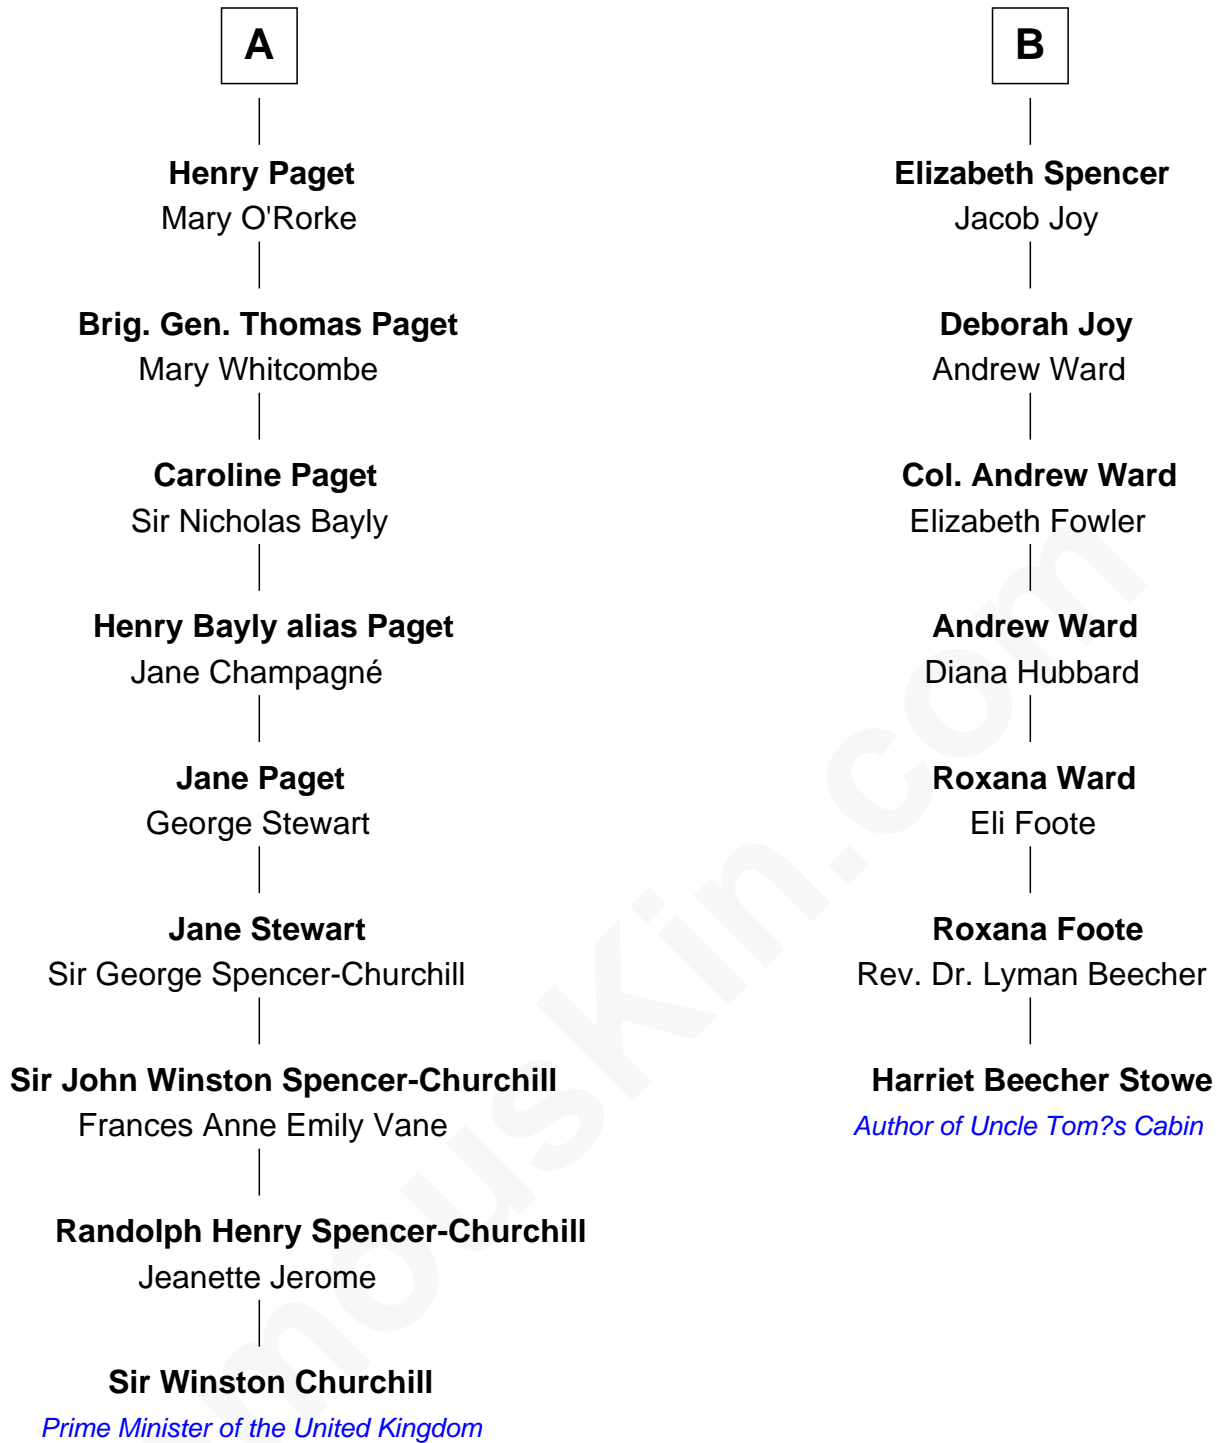 A
Henry Paget
Mary O'Rorke
Brig. Gen. Thomas Paget
Mary Whitcombe
Caroline Paget
Sir Nicholas Bayly
Henry Bayly alias Paget
Jane Champagné
Jane Paget
George Stewart
Jane Stewart
Sir George Spencer-Churchill
Sir John Winston Spencer-Churchill
Frances Anne Emily Vane
Randolph Henry Spencer-Churchill
Jeanette Jerome
Sir Winston Churchill
Prime Minister of the United Kingdom
B
Elizabeth Spencer
Jacob Joy
Deborah Joy
Andrew Ward
Col. Andrew Ward
Elizabeth Fowler
Andrew Ward
Diana Hubbard
Roxana Ward
Eli Foote
Roxana Foote
Rev. Dr. Lyman Beecher
Harriet Beecher Stowe
Author of Uncle Tom?s Cabin
mousKin.com